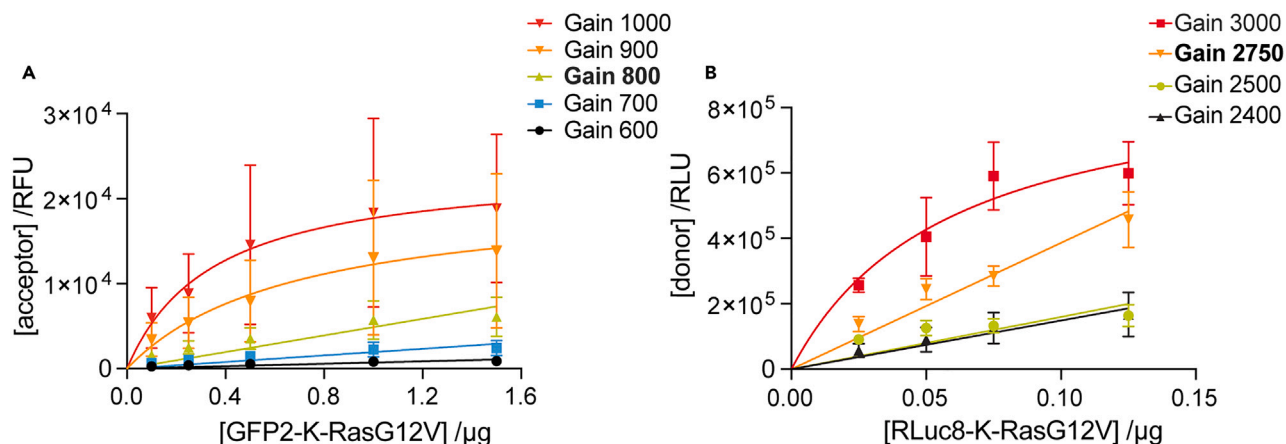 A
Gain 1000
Gain 900
Gain 800
Gain 700
Gain 600
3×10⁴
2×10⁴
1×10⁴
0
[acceptor] /RFU
0.0 0.4 0.8 1.2 1.6
[GFP2-K-RasG12V] /µg
B
Gain 3000
Gain 2750
Gain 2500
Gain 2400
8×10⁵
6×10⁵
4×10⁵
2×10⁵
0
[donor] /RLU
0.00 0.05 0.10 0.15
[RLuc8-K-RasG12V] /µg